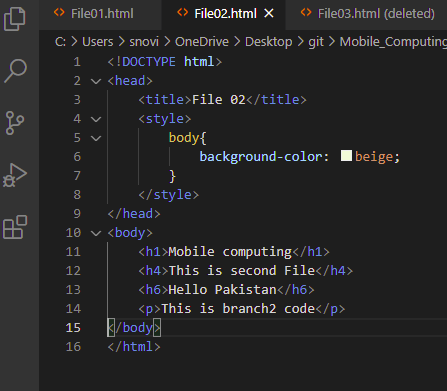 File01.html File02.html File03.html (deleted)
C: > Users > snovi > OneDrive > Desktop > git > Mobile_Computing
1 <!DOCTYPE html>
2 <head>
3 <title>File 02</title>
4 <style>
5 body{
6 background-color: beige;
7 }
8 </style>
9 </head>
10 <body>
11 <h1>Mobile computing</h1>
12 <h4>This is second File</h4>
13 <h6>Hello Pakistan</h6>
14 <p>This is branch2 code</p>
15 </body>
16 </html>